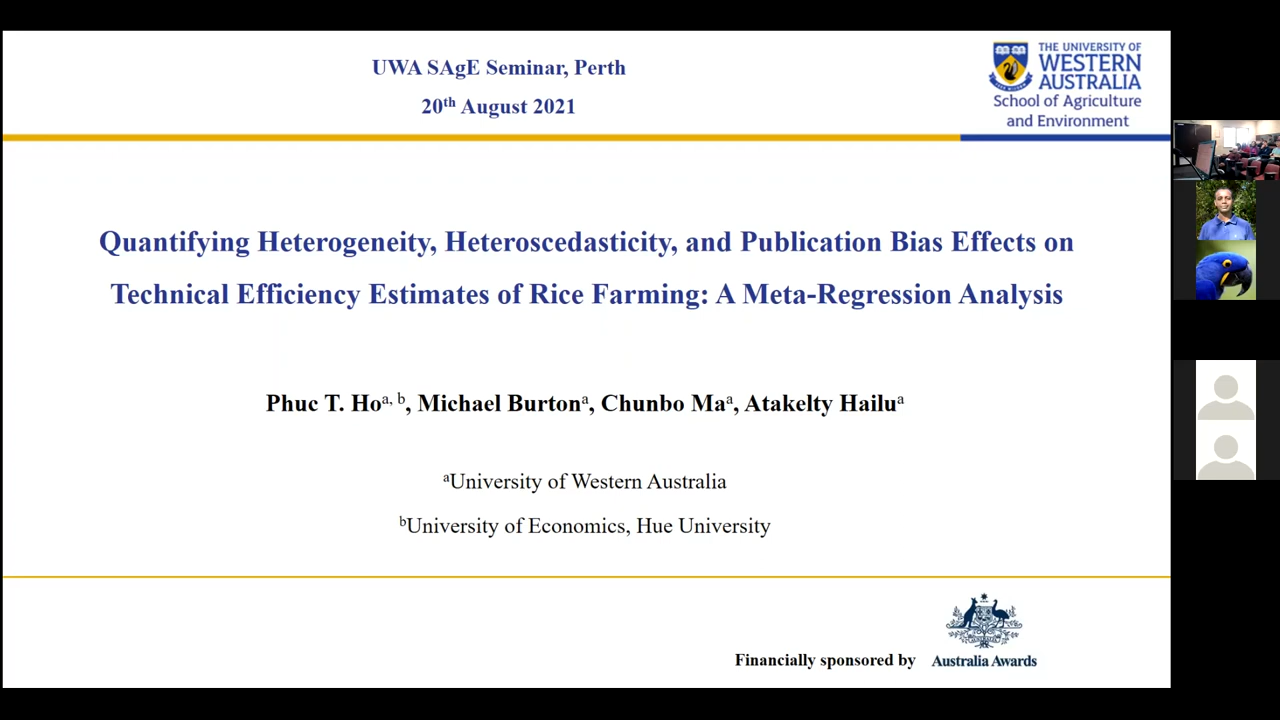 UWA SAgE Seminar, Perth
20th August 2021
THE UNIVERSITY OF
WESTERN
AUSTRALIA
School of Agriculture
and Environment
Quantifying Heterogeneity, Heteroscedasticity, and Publication Bias Effects on
Technical Efficiency Estimates of Rice Farming: A Meta-Regression Analysis
Phuc T. Hoa, b, Michael Burtona, Chunbo Maa, Atakelty Hailua
aUniversity of Western Australia
bUniversity of Economics, Hue University
Financially sponsored by
Australia Awards